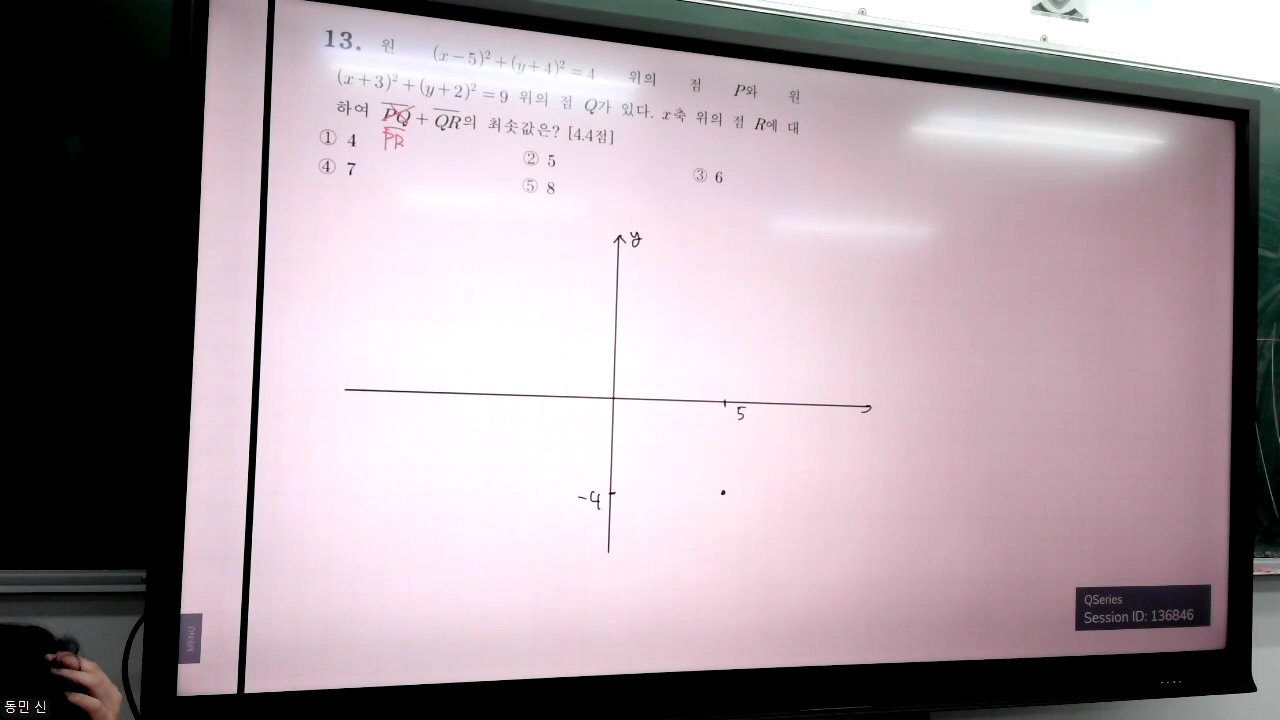 13. 원 (x-5)²+(y+4)²=4 위의 점 P와 원
(x+3)²+(y+2)²=9 위의 점 Q가 있다. x축 위의 점 R에 대
하여 PQ+QR의 최솟값은? [4.4점]
PR
① 4 ② 5 ③ 6
④ 7 ⑤ 8
y
5
-4
MENU
QSeries
Session ID: 136846
동민 신